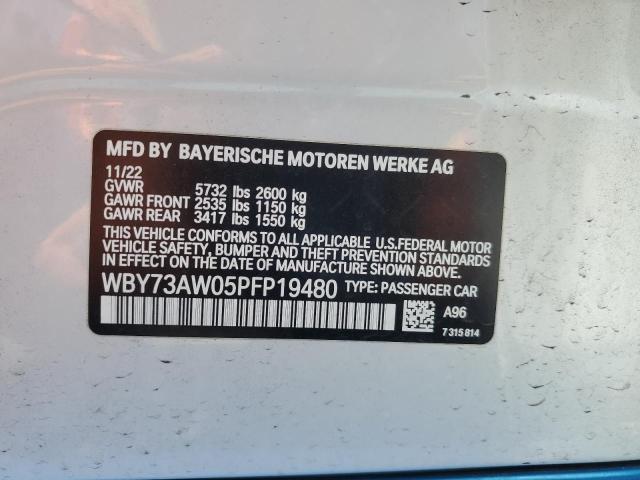 MFD BY BAYERISCHE MOTOREN WERKE AG
11/22
GVWR 5732 lbs 2600 kg
GAWR FRONT 2535 lbs 1150 kg
GAWR REAR 3417 lbs 1550 kg
THIS VEHICLE CONFORMS TO ALL APPLICABLE U.S.FEDERAL MOTOR
VEHICLE SAFETY, BUMPER AND THEFT PREVENTION STANDARDS
IN EFFECT ON THE DATE OF MANUFACTURE SHOWN ABOVE.
WBY73AW05PFP19480 TYPE: PASSENGER CAR
A96
7 315 814